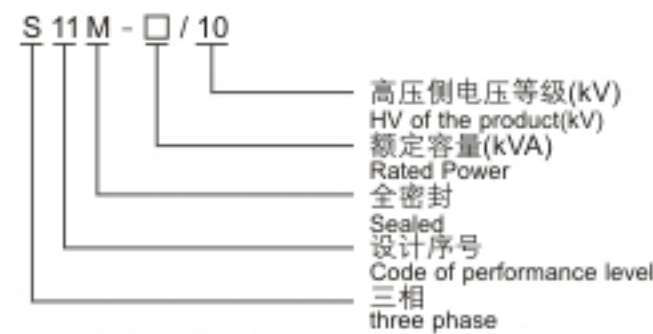 S 11 M - □ / 10
高压侧电压等级(kV)
HV of the product(kV)
额定容量(kVA)
Rated Power
全密封
Sealed
设计序号
Code of performance level
三相
three phase